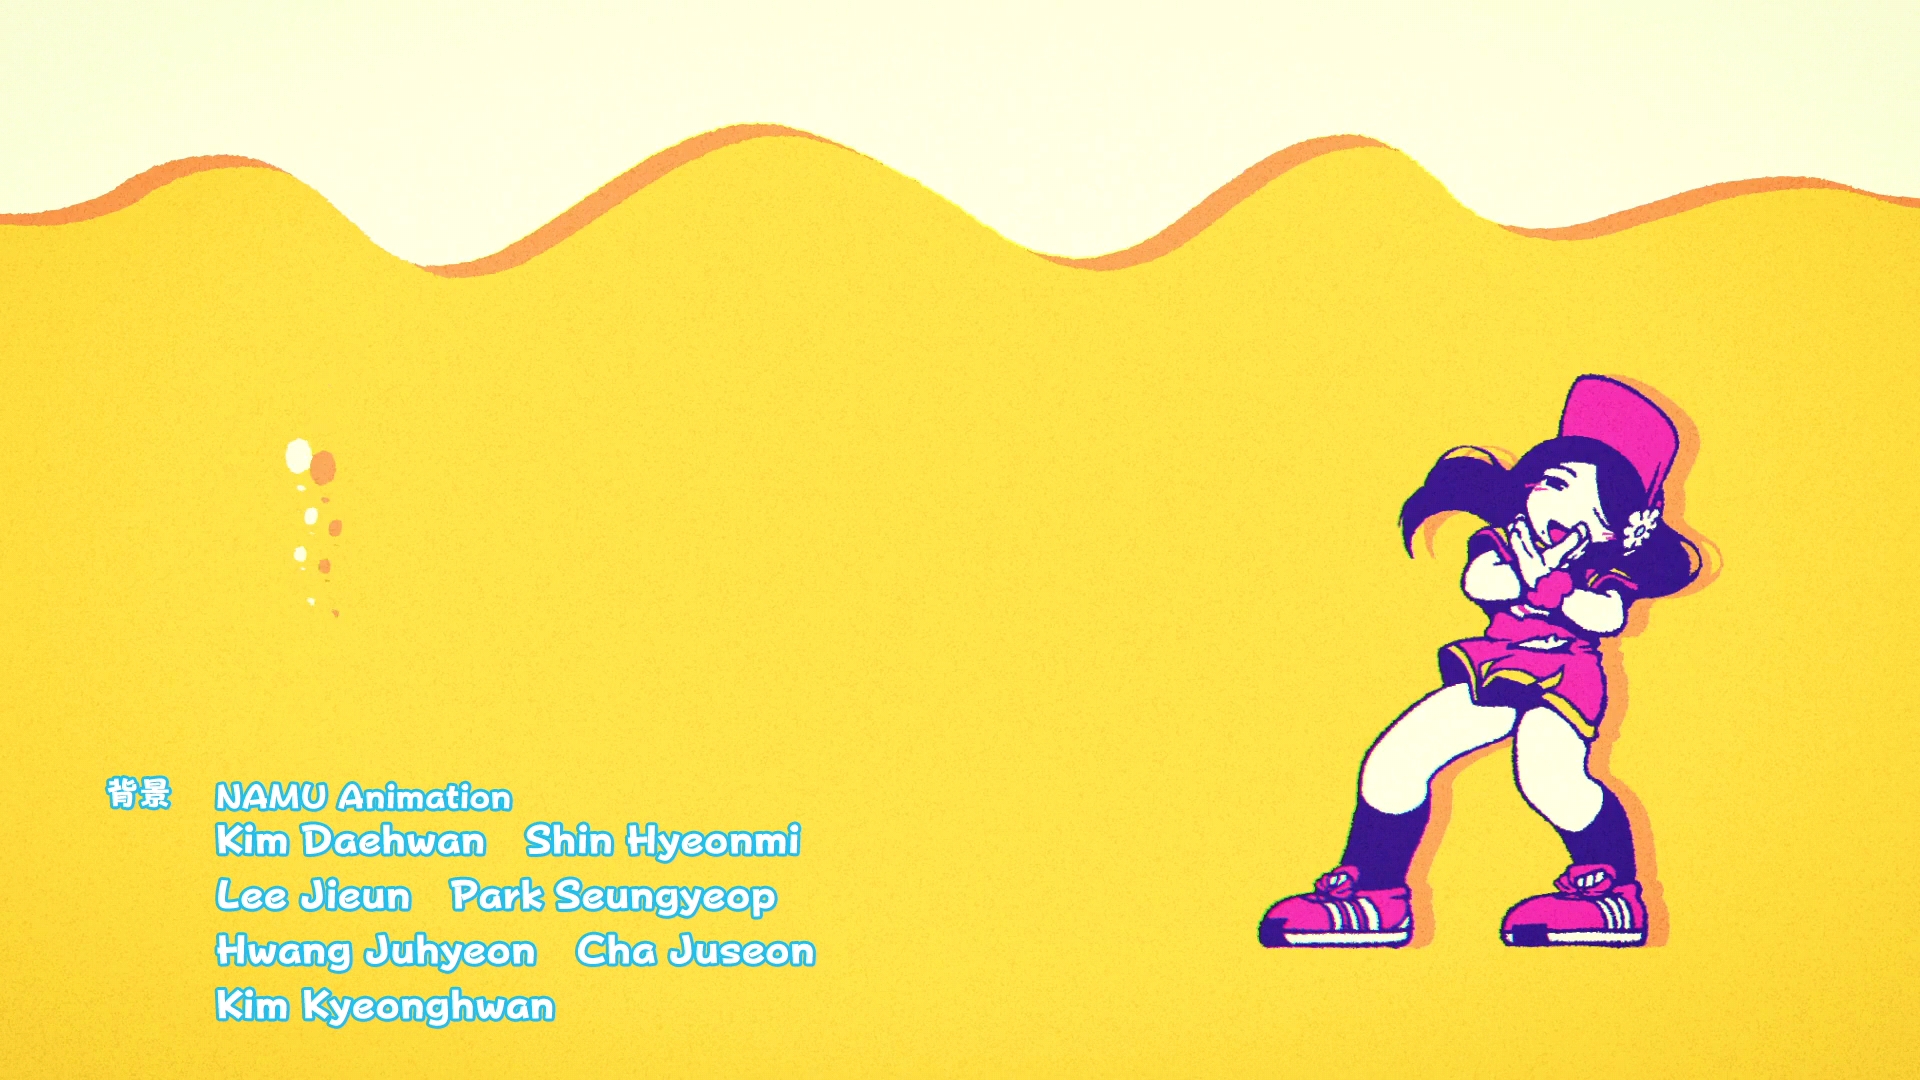 背景 NAMU Animation
Kim Daehwan Shin Hyeonmi
Lee Jieun Park Seungyeop
Hwang Juhyeon Cha Juseon
Kim Kyeonghwan